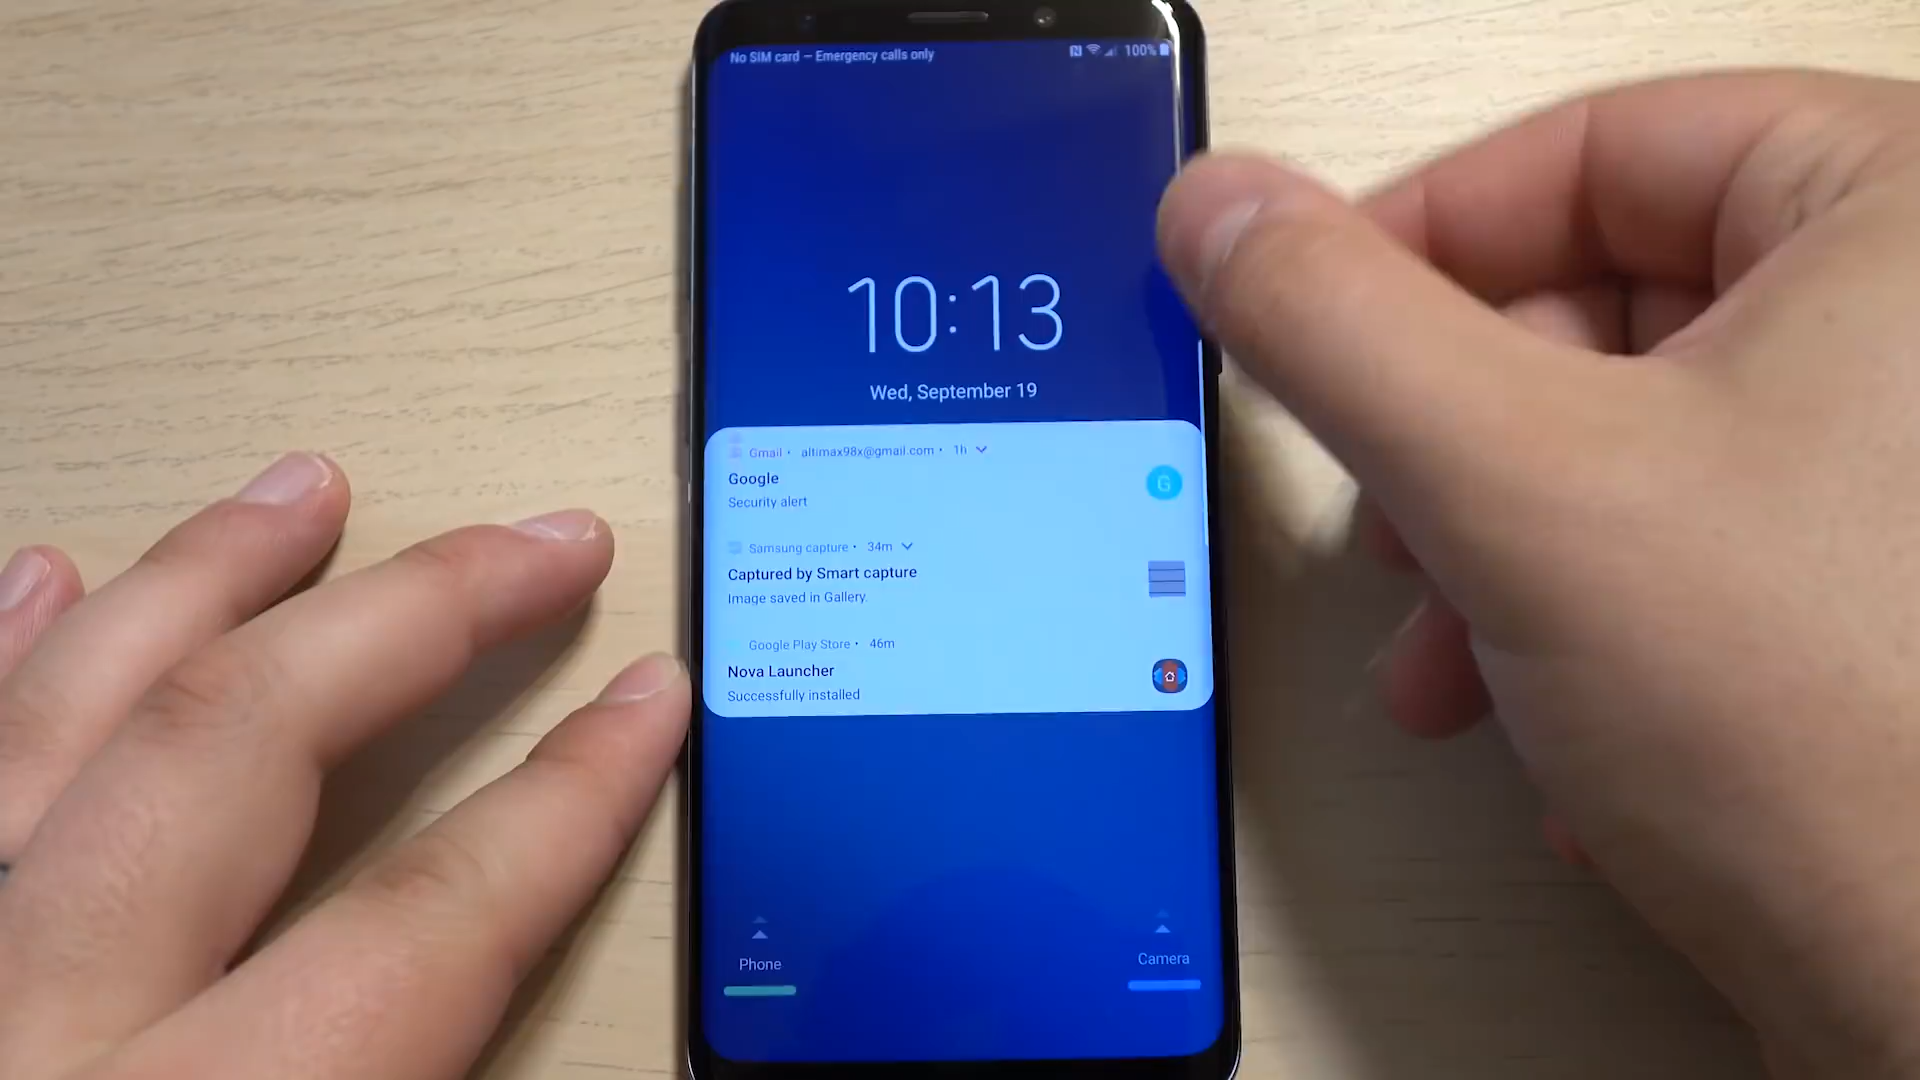 No SIM card – Emergency calls only
100%
10:13
Wed, September 19
Gmail • altimax98x@gmail.com • 1h
Google
Security alert
G
Samsung capture • 34m
Captured by Smart capture
Image saved in Gallery.
Google Play Store • 46m
Nova Launcher
Successfully installed
Phone
Camera